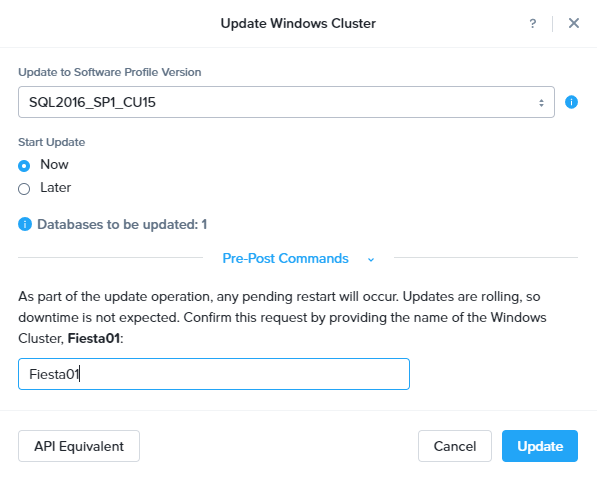 Update Windows Cluster
?
Update to Software Profile Version
SQL2016_SP1_CU15
Start Update
Now
Later
Databases to be updated: 1
Pre-Post Commands
As part of the update operation, any pending restart will occur. Updates are rolling, so
downtime is not expected. Confirm this request by providing the name of the Windows
Cluster, Fiesta01:
Fiesta01
API Equivalent
Cancel
Update